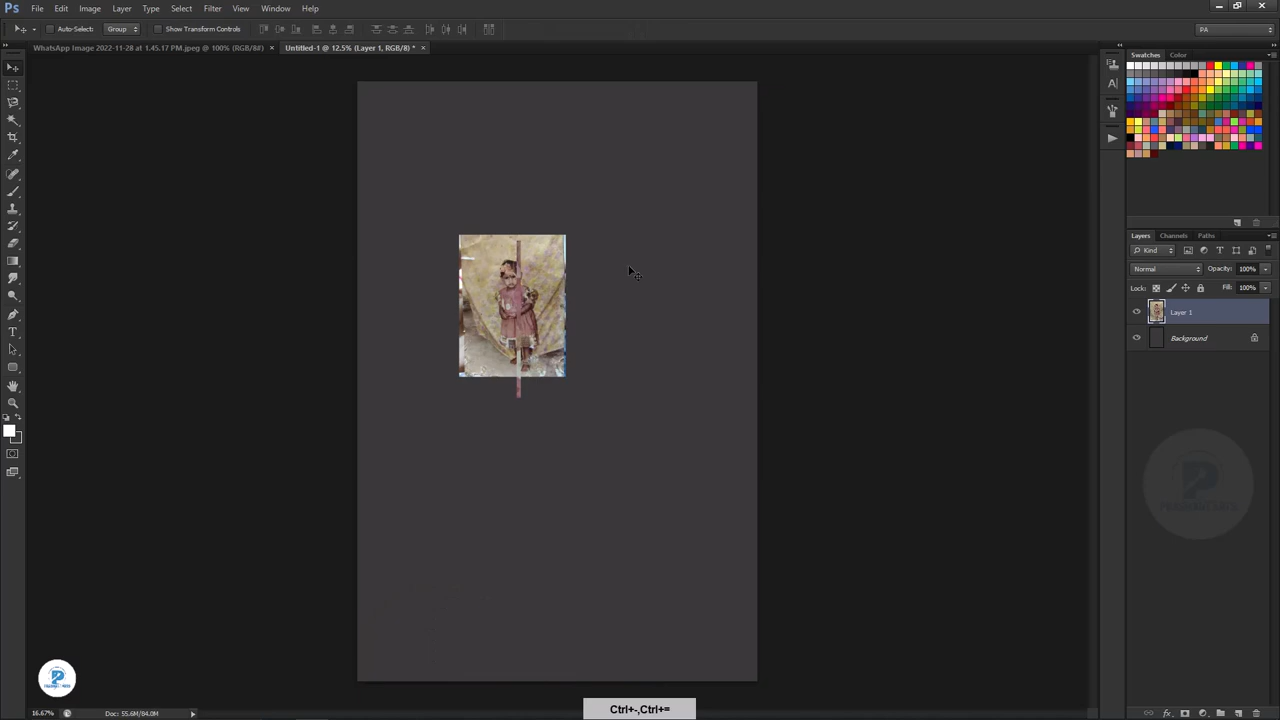 Ps File Edit Image Layer Type Select Filter View Window Help
Auto-Select: Group Show Transform Controls PA
WhatsApp Image 2022-11-28 at 1.45.17 PM.jpeg @ 100% (RGB/8#) × Untitled-1 @ 12.5% (Layer 1, RGB/8) * ×
Swatches Color
Layers Channels Paths
Kind
Normal Opacity: 100%
Lock: Fill: 100%
Layer 1
Background
P
P
16.67% Doc: 55.6M/84.0M
Ctrl+-,Ctrl+=